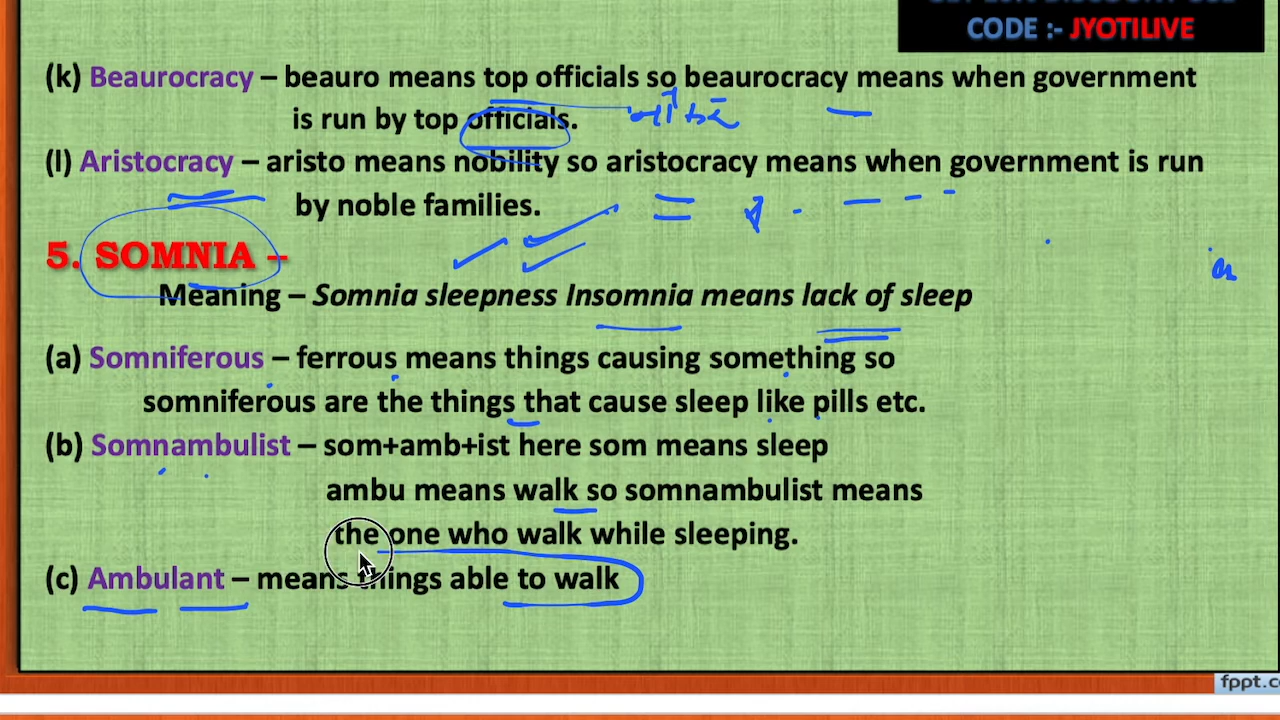 CODE :- JYOTILIVE
(k) Beaurocracy – beauro means top officials so beaurocracy means when government
is run by top officials.
(l) Aristocracy – aristo means nobility so aristocracy means when government is run
by noble families.
5. SOMNIA –
Meaning – Somnia sleepness Insomnia means lack of sleep
(a) Somniferous – ferrous means things causing something so
somniferous are the things that cause sleep like pills etc.
(b) Somnambulist – som+amb+ist here som means sleep
ambu means walk so somnambulist means
the one who walk while sleeping.
(c) Ambulant – means things able to walk
fppt.c